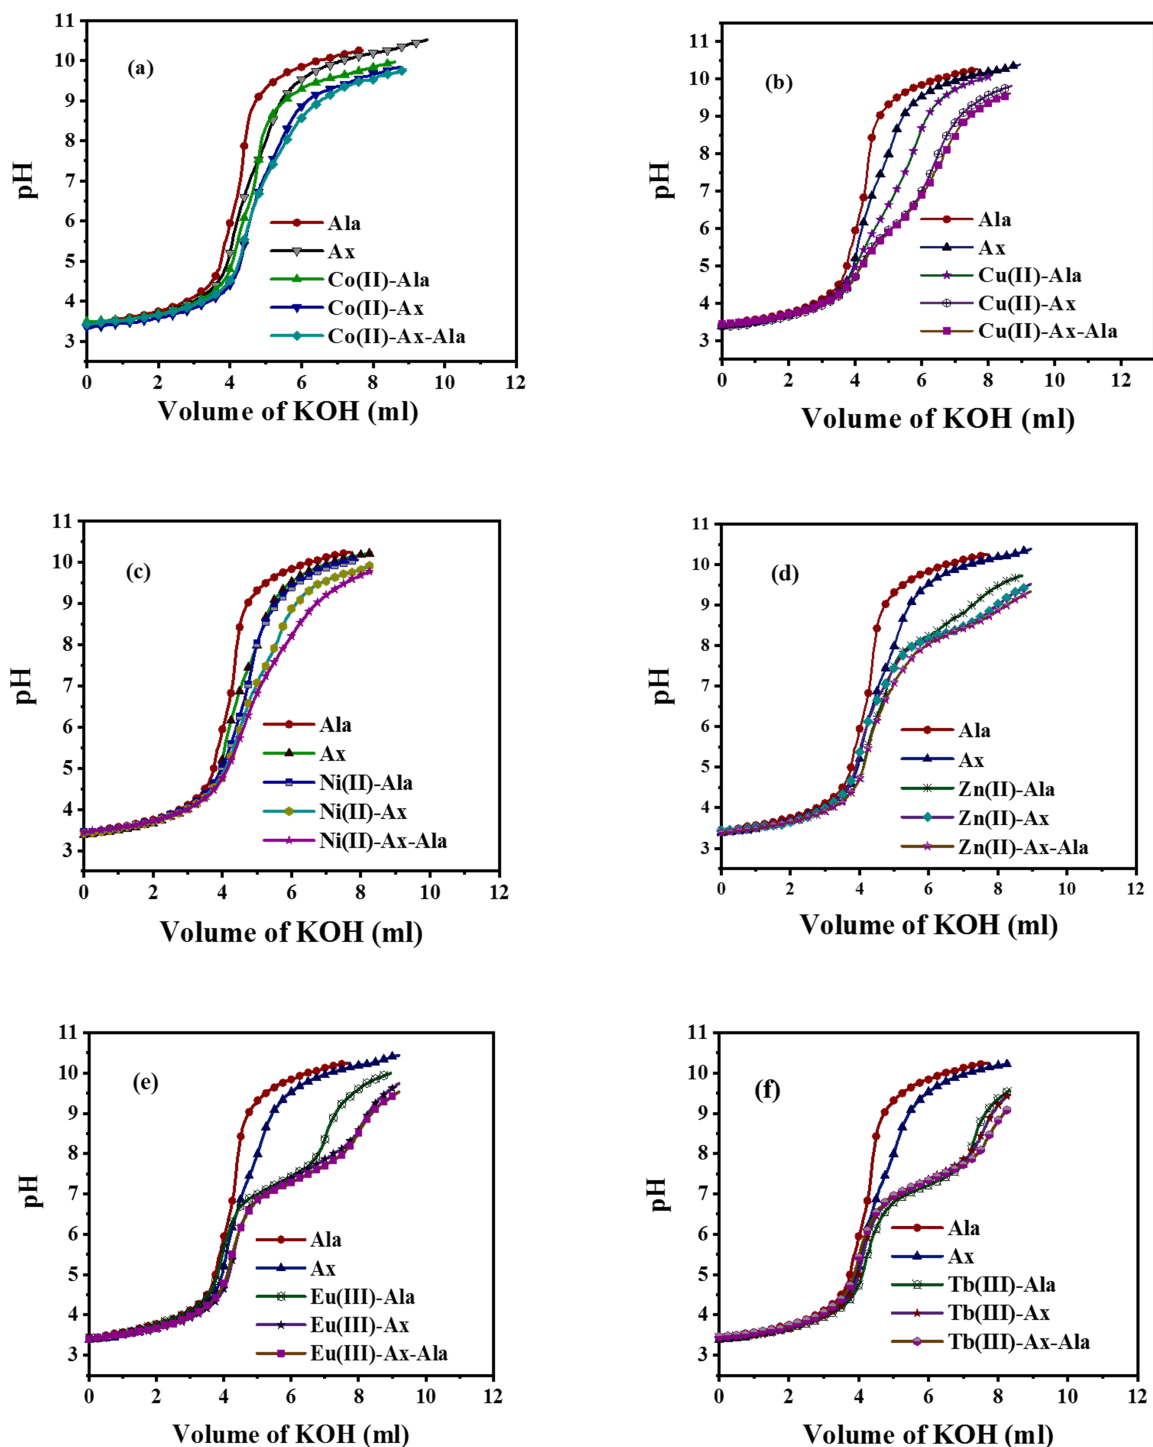 11
10
9
8
7
6
5
4
3
pH
(a)
Ala
Ax
Co(II)-Ala
Co(II)-Ax
Co(II)-Ax-Ala
0 2 4 6 8 10 12
Volume of KOH (ml)
11
10
9
8
7
6
5
4
3
pH
(b)
Ala
Ax
Cu(II)-Ala
Cu(II)-Ax
Cu(II)-Ax-Ala
0 2 4 6 8 10 12
Volume of KOH (ml)
11
10
9
8
7
6
5
4
3
pH
(c)
Ala
Ax
Ni(II)-Ala
Ni(II)-Ax
Ni(II)-Ax-Ala
0 2 4 6 8 10 12
Volume of KOH (ml)
11
10
9
8
7
6
5
4
3
pH
(d)
Ala
Ax
Zn(II)-Ala
Zn(II)-Ax
Zn(II)-Ax-Ala
0 2 4 6 8 10 12
Volume of KOH (ml)
11
10
9
8
7
6
5
4
3
pH
(e)
Ala
Ax
Eu(III)-Ala
Eu(III)-Ax
Eu(III)-Ax-Ala
0 2 4 6 8 10 12
Volume of KOH (ml)
11
10
9
8
7
6
5
4
3
pH
(f)
Ala
Ax
Tb(III)-Ala
Tb(III)-Ax
Tb(III)-Ax-Ala
0 2 4 6 8 10 12
Volume of KOH (ml)